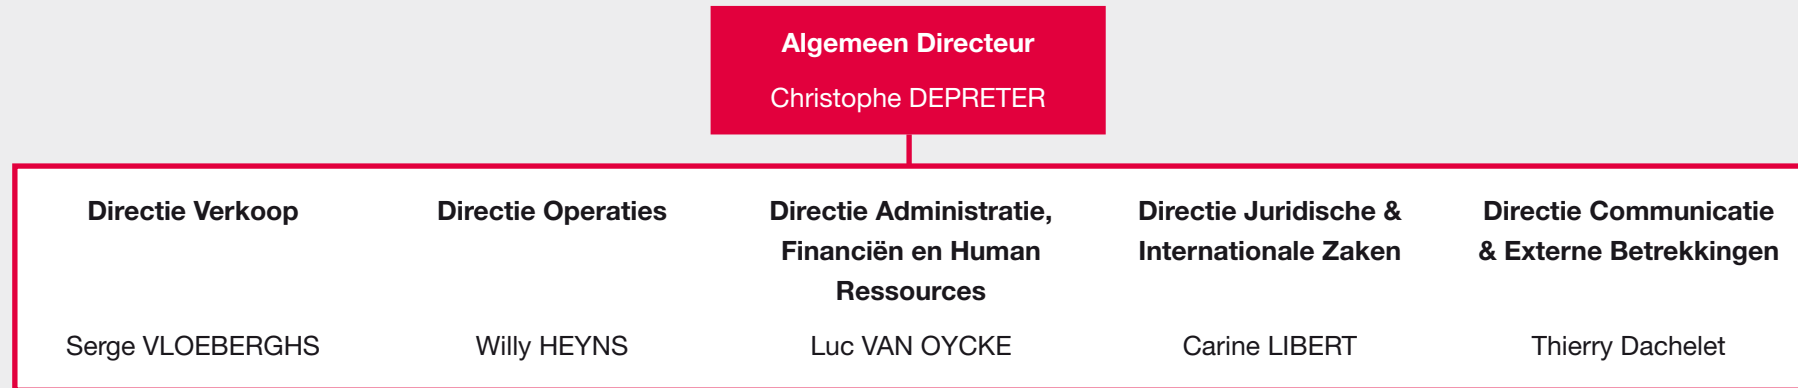 Algemeen Directeur
Christophe DEPRETER
Directie Verkoop
Serge VLOEBERGHS
Directie Operaties
Willy HEYNS
Directie Administratie,
Financiën en Human
Ressources
Luc VAN OYCKE
Directie Juridische &
Internationale Zaken
Carine LIBERT
Directie Communicatie
& Externe Betrekkingen
Thierry Dachelet